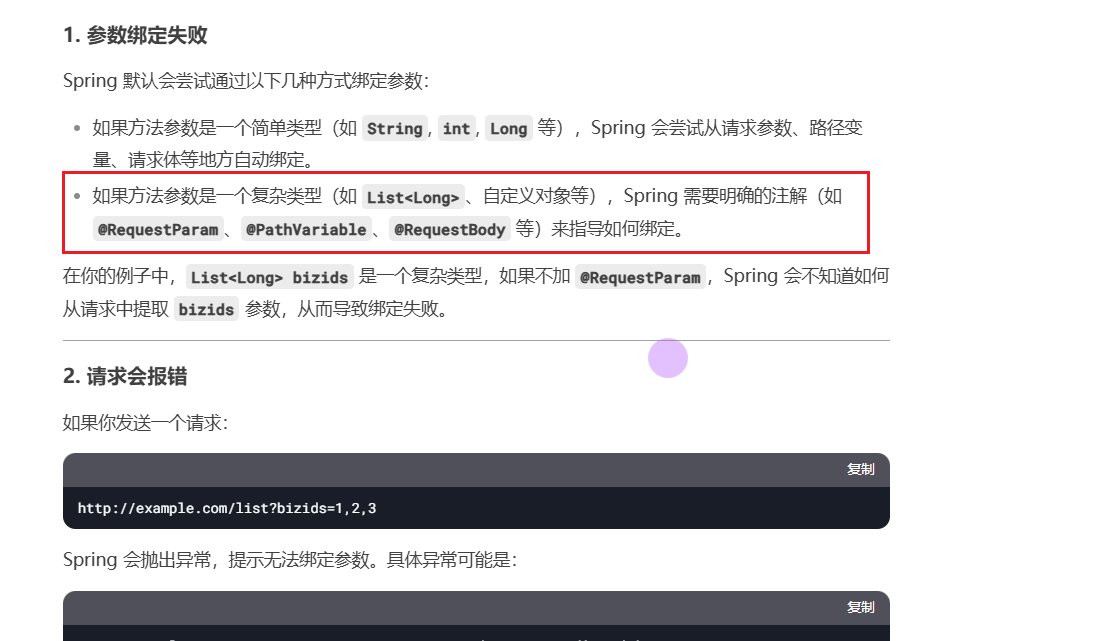 1. 参数绑定失败
Spring 默认会尝试通过以下几种方式绑定参数：
如果方法参数是一个简单类型（如 String, int, Long 等），Spring 会尝试从请求参数、路径变
量、请求体等地方自动绑定。
如果方法参数是一个复杂类型（如 List<Long>、自定义对象等），Spring 需要明确的注解（如
@RequestParam、@PathVariable、@RequestBody 等）来指导如何绑定。
在你的例子中，List<Long> bizids 是一个复杂类型，如果不加 @RequestParam，Spring 会不知道如何
从请求中提取 bizids 参数，从而导致绑定失败。
2. 请求会报错
如果你发送一个请求：
复制
http://example.com/list?bizids=1,2,3
Spring 会抛出异常，提示无法绑定参数。具体异常可能是：
复制